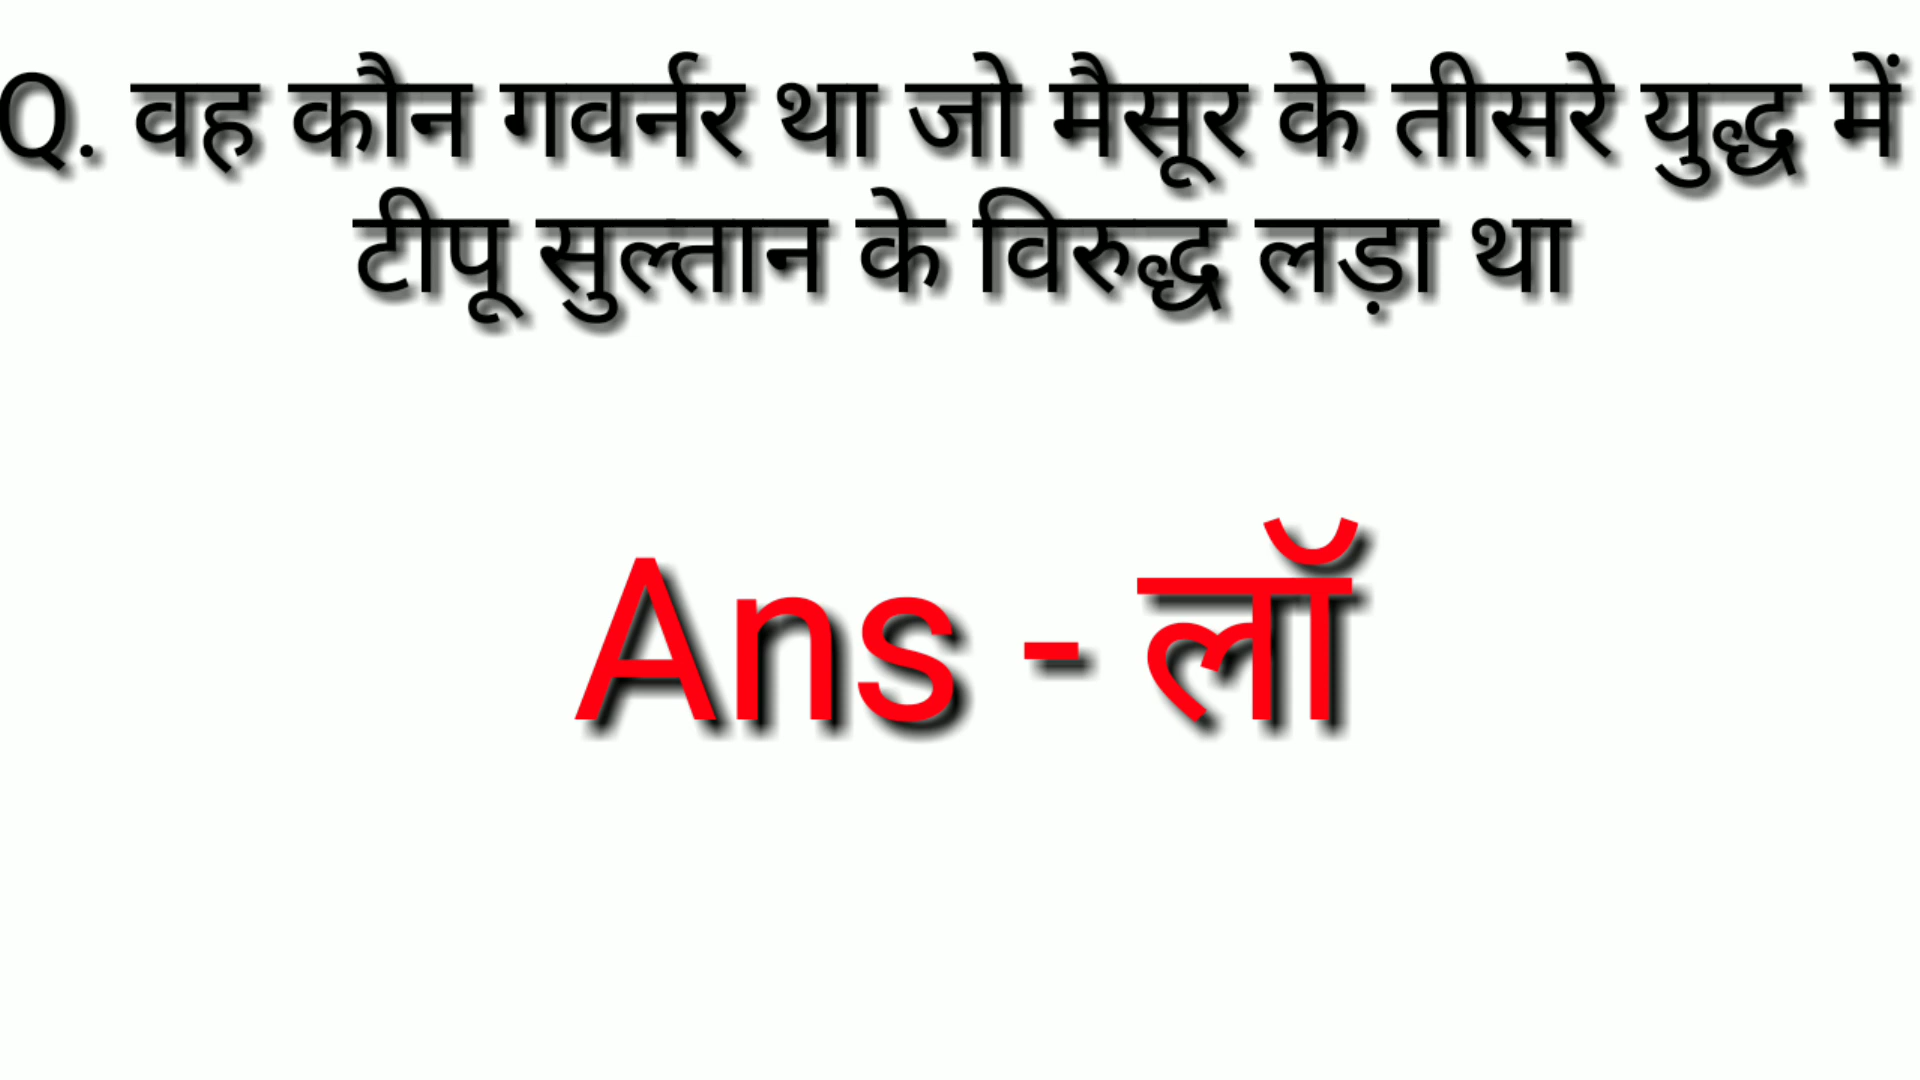 Q. वह कौन गवर्नर था जो मैसूर के तीसरे युद्ध में
टीपू सुल्तान के विरुद्ध लड़ा था
Ans - लॉ